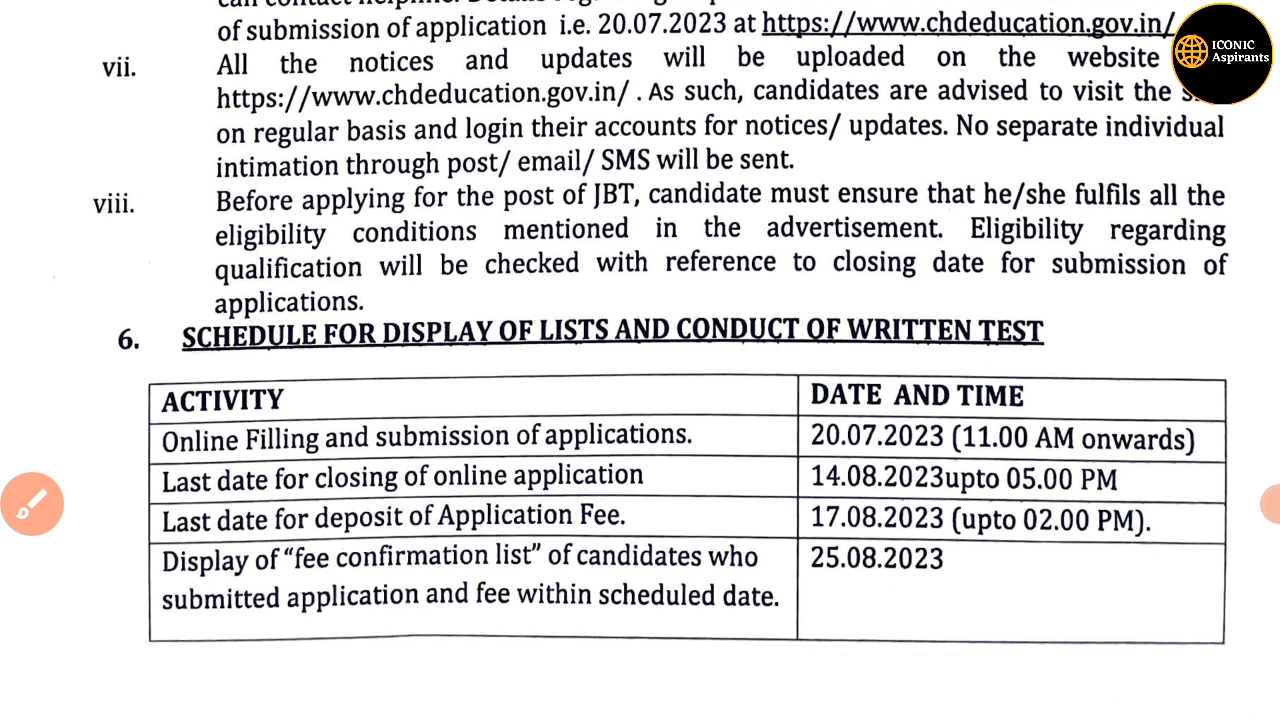 of submission of application i.e. 20.07.2023 at https://www.chdeducation.gov.in/
ICONIC
Aspirants
vii. All the notices and updates will be uploaded on the website
https://www.chdeducation.gov.in/ . As such, candidates are advised to visit the
on regular basis and login their accounts for notices/ updates. No separate individual
intimation through post/ email/ SMS will be sent.
viii. Before applying for the post of JBT, candidate must ensure that he/she fulfils all the
eligibility conditions mentioned in the advertisement. Eligibility regarding
qualification will be checked with reference to closing date for submission of
applications.
6. SCHEDULE FOR DISPLAY OF LISTS AND CONDUCT OF WRITTEN TEST
ACTIVITY DATE AND TIME
Online Filling and submission of applications. 20.07.2023 (11.00 AM onwards)
Last date for closing of online application 14.08.2023upto 05.00 PM
Last date for deposit of Application Fee. 17.08.2023 (upto 02.00 PM).
Display of “fee confirmation list” of candidates who 25.08.2023
submitted application and fee within scheduled date.